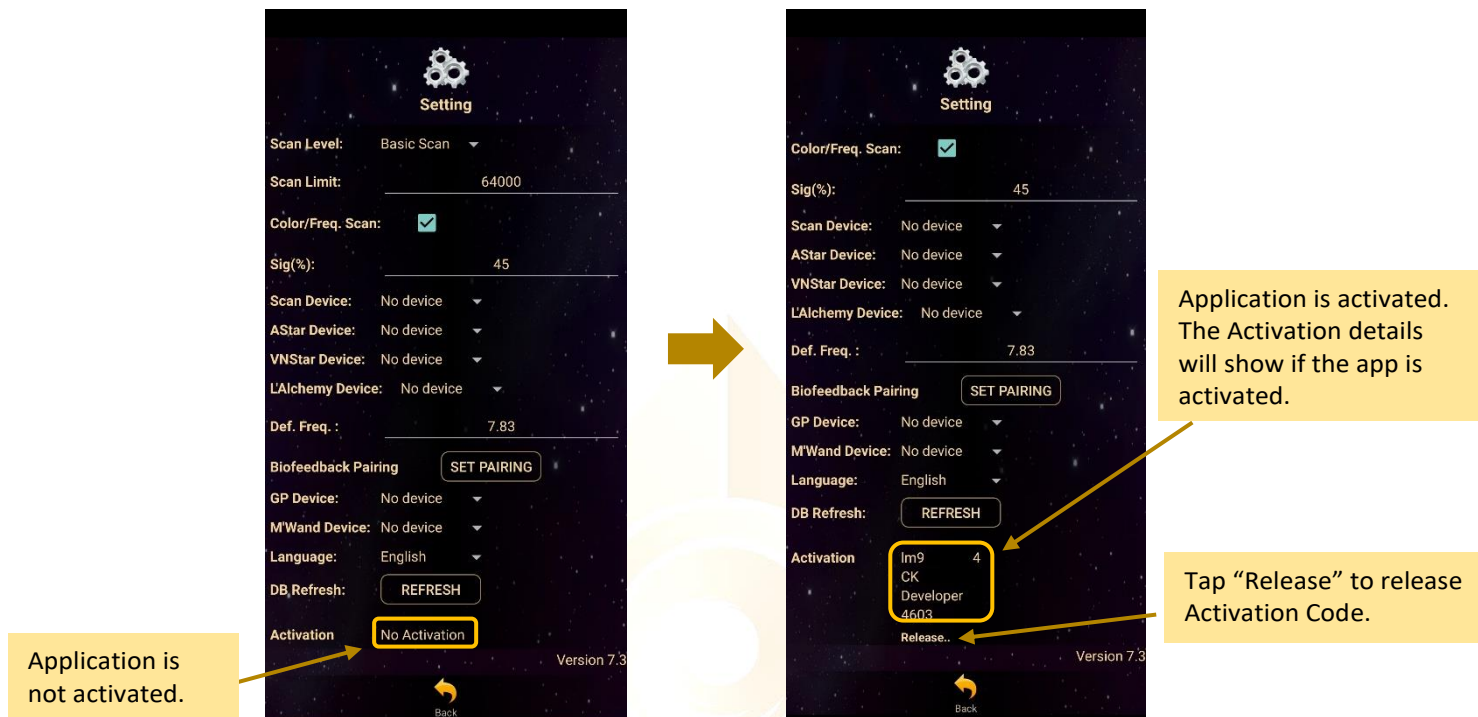 Setting
Scan Level: Basic Scan
Scan Limit: 64000
Color/Freq. Scan:
Sig(%): 45
Scan Device: No device
AStar Device: No device
VNStar Device: No device
L'Alchemy Device: No device
Def. Freq. : 7.83
Biofeedback Pairing SET PAIRING
GP Device: No device
M'Wand Device: No device
Language: English
DB Refresh: REFRESH
Activation No Activation
Version 7.3
Back
Application is
not activated.
Setting
Color/Freq. Scan:
Sig(%): 45
Scan Device: No device
AStar Device: No device
VNStar Device: No device
L'Alchemy Device: No device
Def. Freq. : 7.83
Biofeedback Pairing SET PAIRING
GP Device: No device
M'Wand Device: No device
Language: English
DB Refresh: REFRESH
Activation Im9 4
CK
Developer
4603
Release..
Version 7.3
Back
Application is activated.
The Activation details
will show if the app is
activated.
Tap “Release” to release
Activation Code.